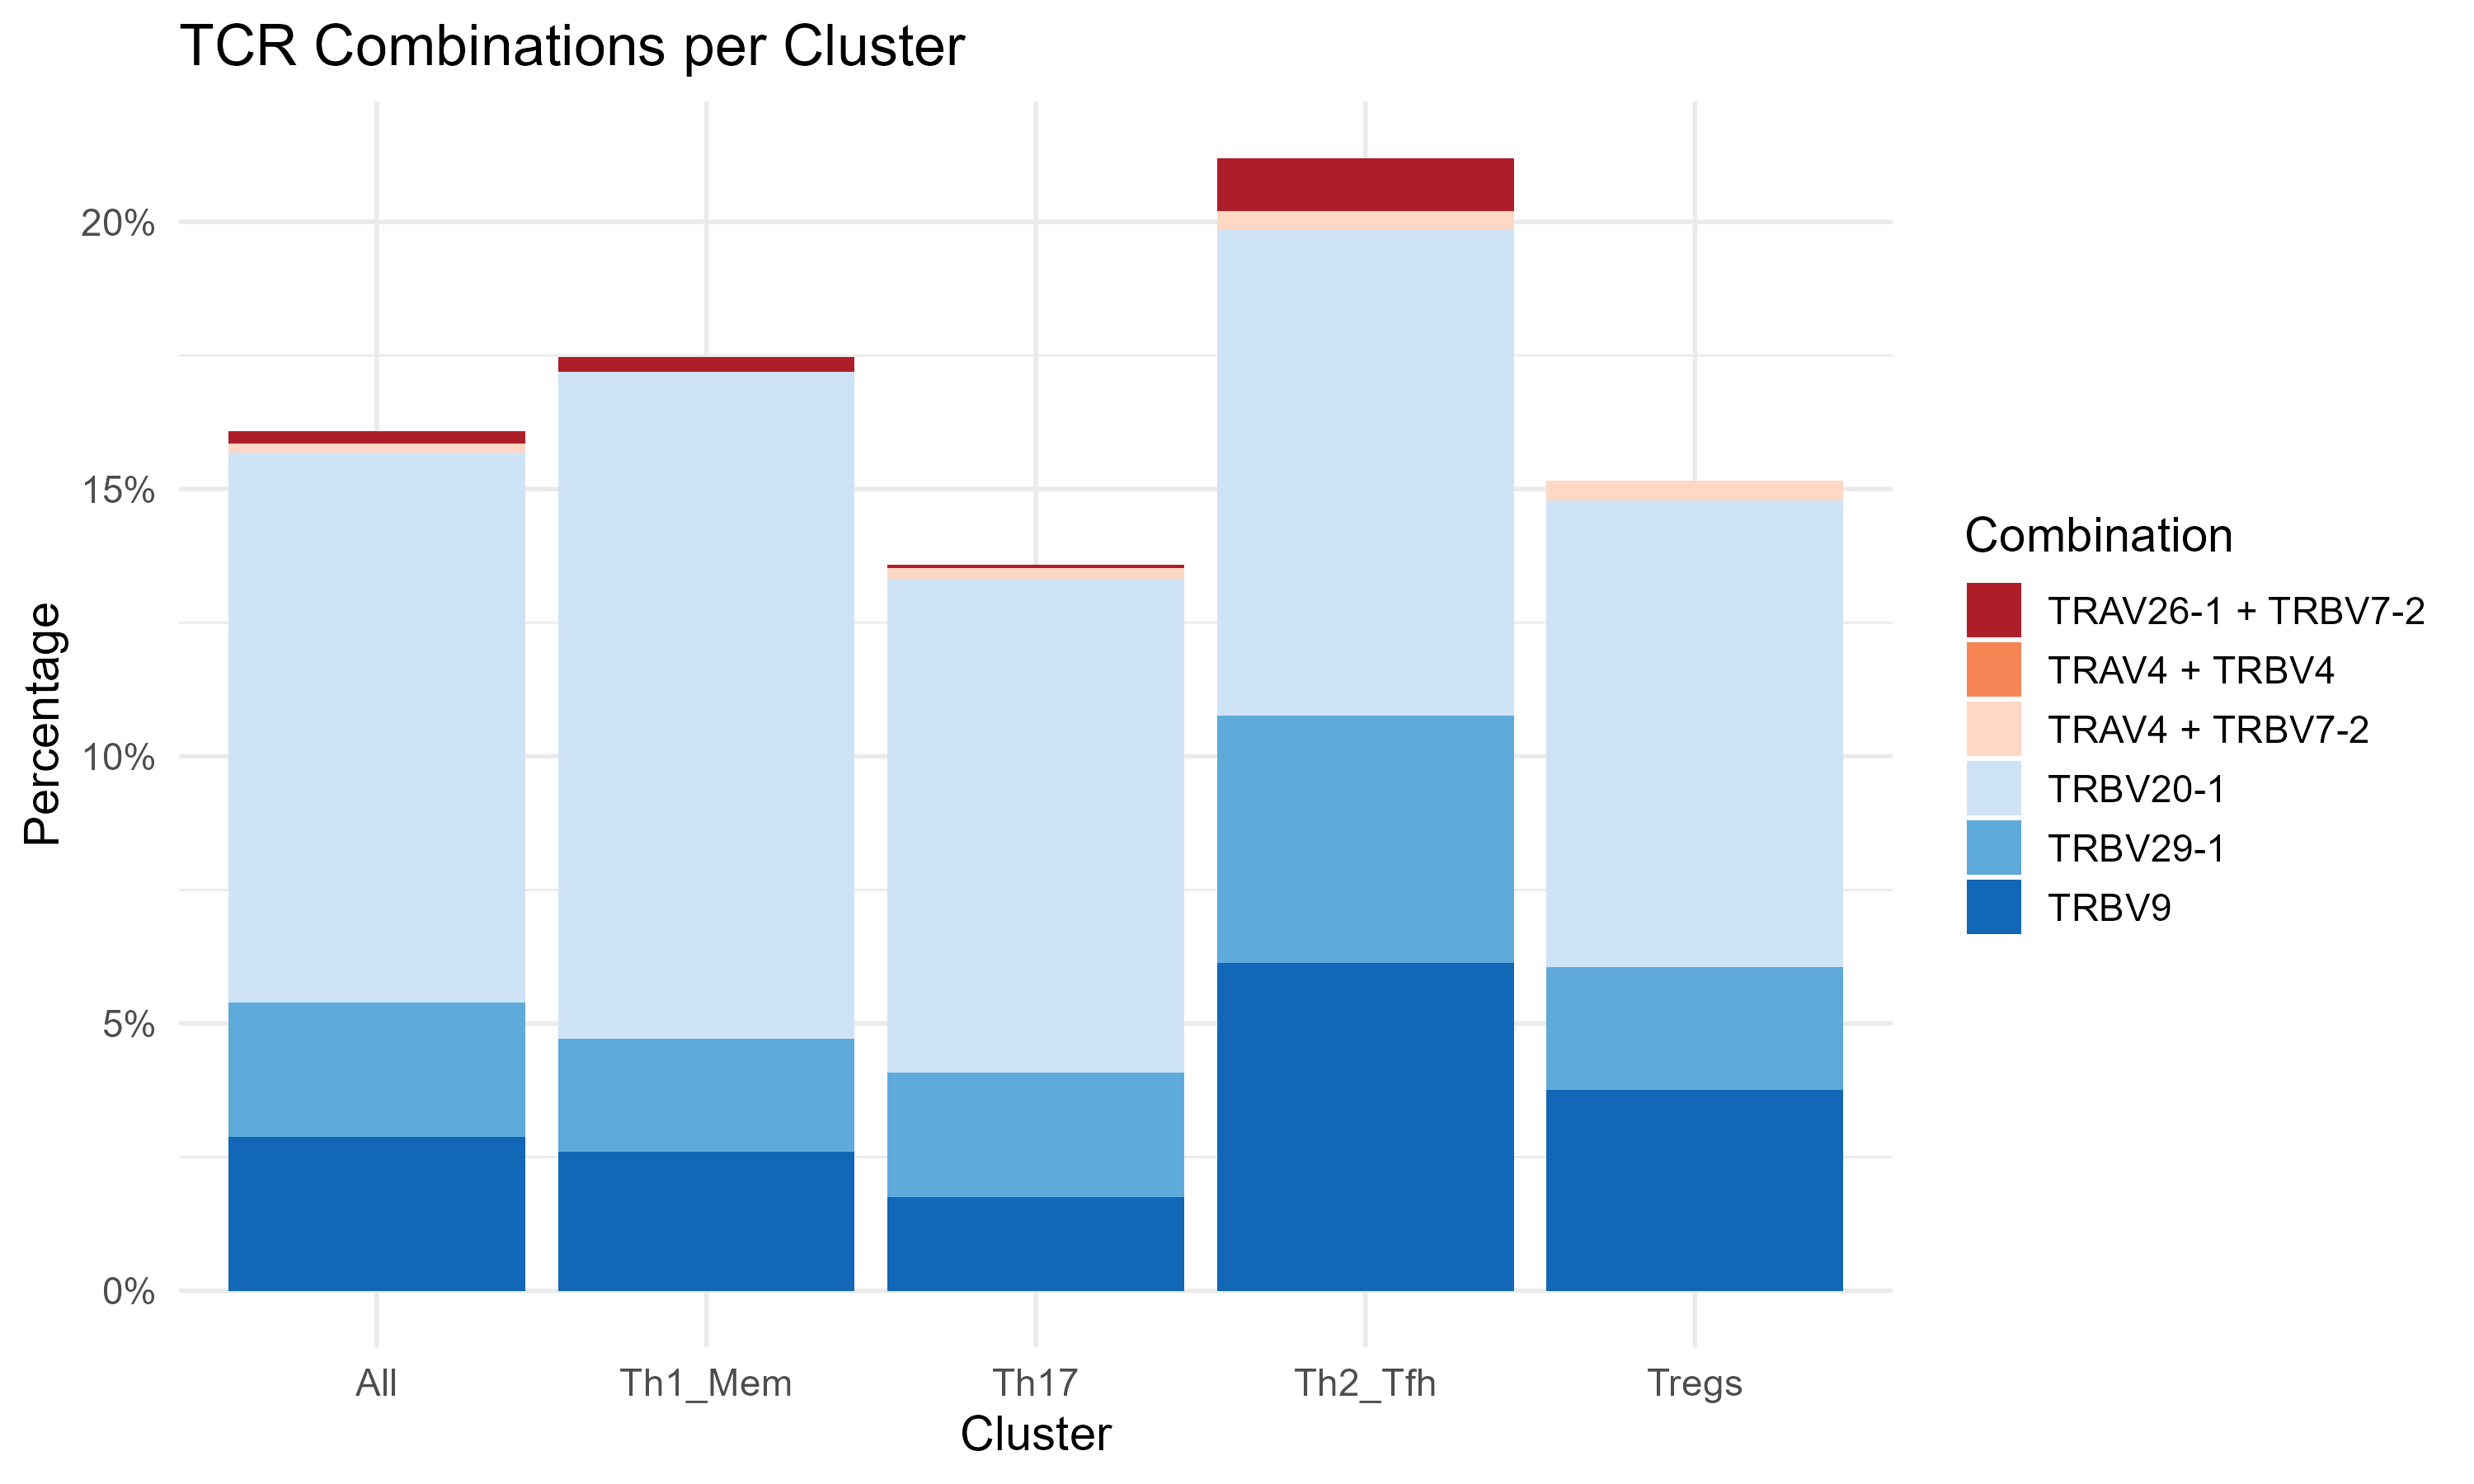 TCR Combinations per Cluster
Percentage
20%
15%
10%
5%
0%
All
Th1_Mem
Th17
Th2_Tfh
Tregs
Cluster
Combination
TRAV26-1 + TRBV7-2
TRAV4 + TRBV4
TRAV4 + TRBV7-2
TRBV20-1
TRBV29-1
TRBV9